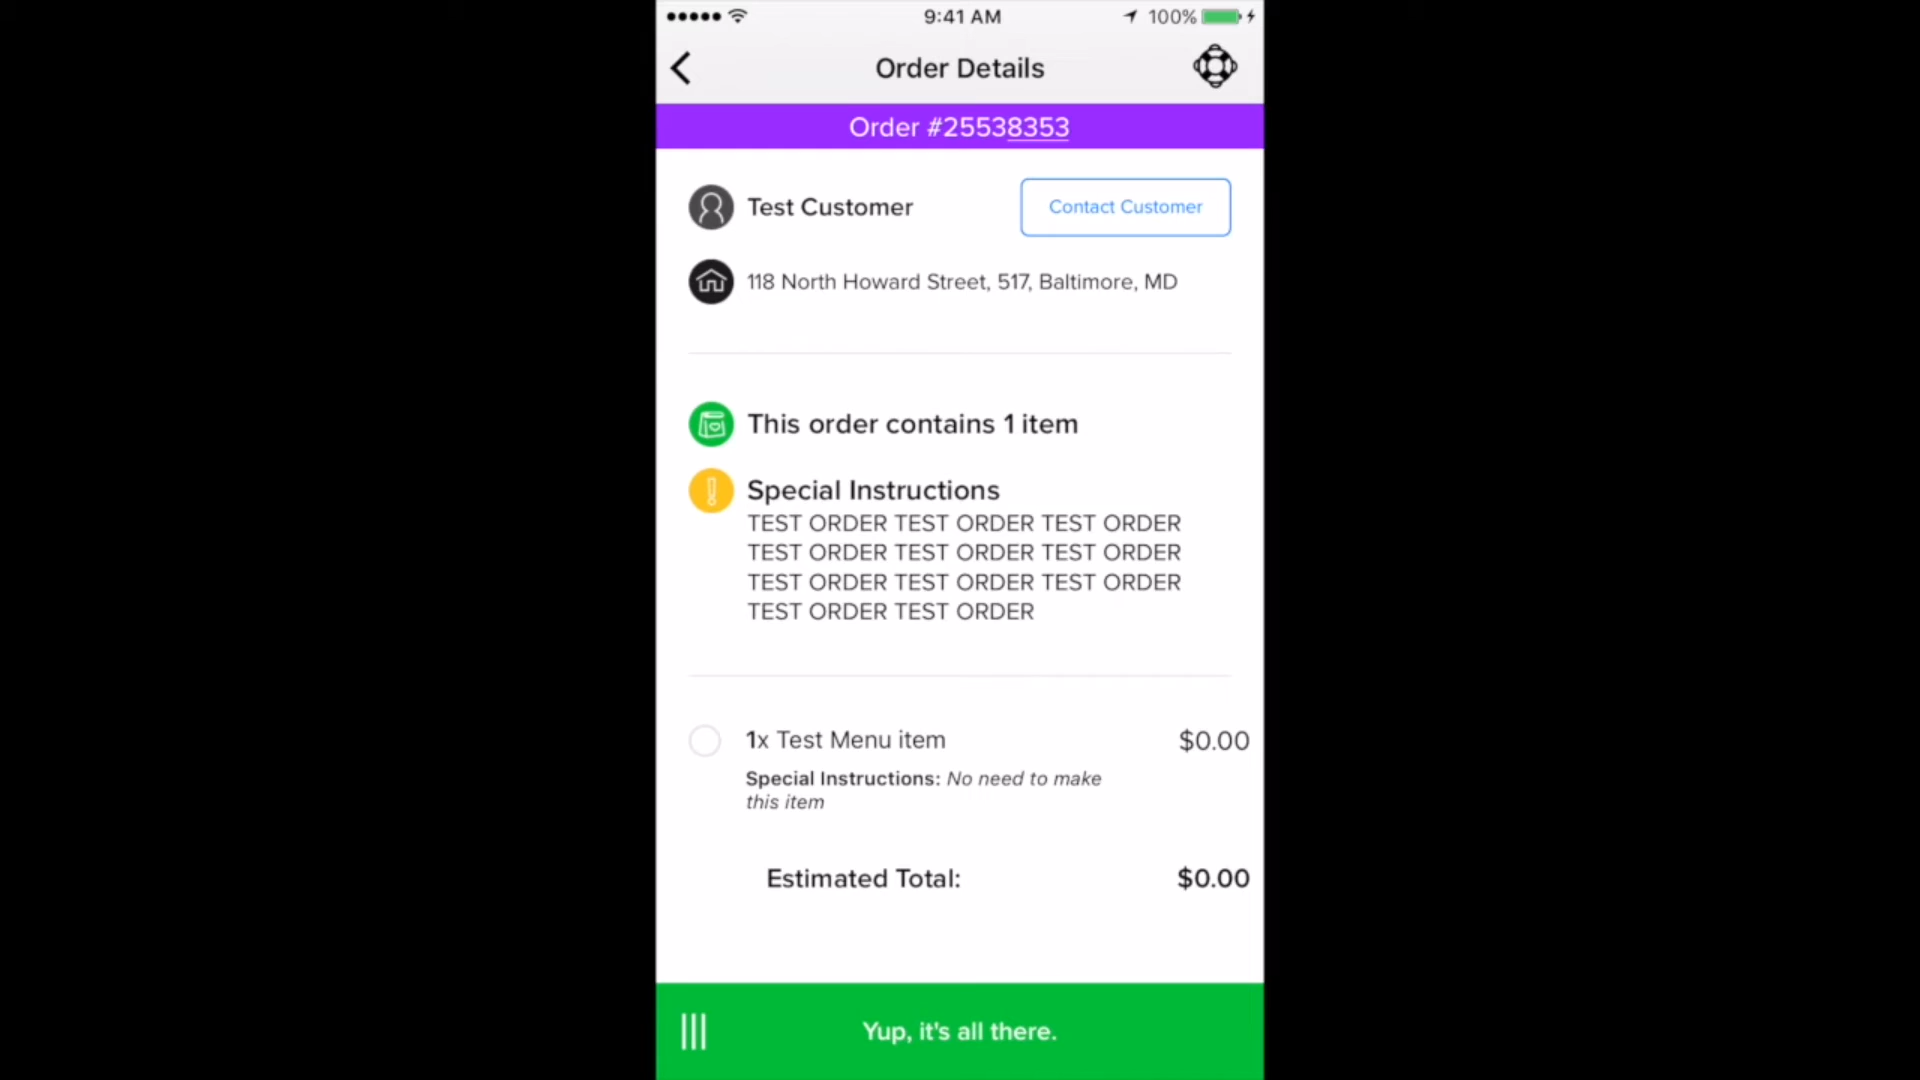 9:41 AM
100%
Order Details
Order #25538353
Test Customer
Contact Customer
118 North Howard Street, 517, Baltimore, MD
This order contains 1 item
Special Instructions
TEST ORDER TEST ORDER TEST ORDER
TEST ORDER TEST ORDER TEST ORDER
TEST ORDER TEST ORDER TEST ORDER
TEST ORDER TEST ORDER
1x Test Menu item $0.00
Special Instructions: No need to make
this item
Estimated Total: $0.00
Yup, it's all there.